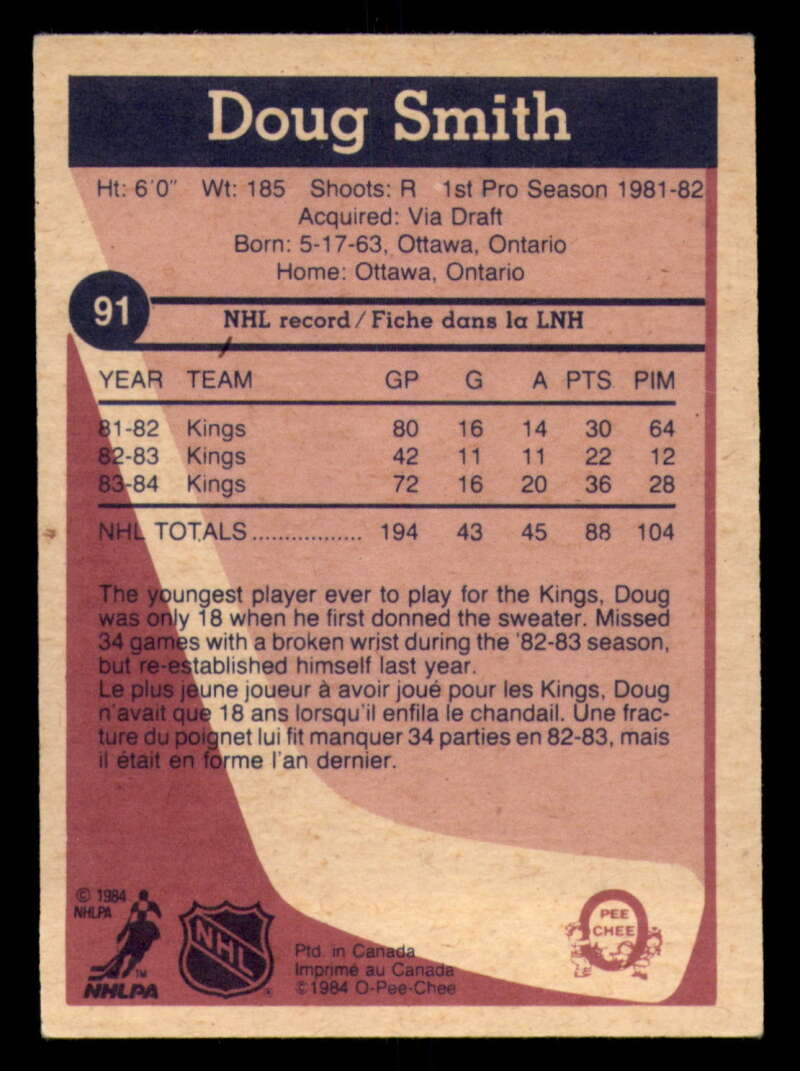 Doug Smith
Ht: 6'0" Wt: 185 Shoots: R 1st Pro Season 1981-82
Acquired: Via Draft
Born: 5-17-63, Ottawa, Ontario
Home: Ottawa, Ontario
91
NHL record/Fiche dans la LNH
YEAR TEAM GP G A PTS PIM
81-82 Kings 80 16 14 30 64
82-83 Kings 42 11 11 22 12
83-84 Kings 72 16 20 36 28
NHL TOTALS ................. 194 43 45 88 104
The youngest player ever to play for the Kings, Doug
was only 18 when he first donned the sweater. Missed
34 games with a broken wrist during the '82-83 season,
but re-established himself last year.
Le plus jeune joueur à avoir joué pour les Kings, Doug
n'avait que 18 ans lorsqu'il enfila le chandail. Une frac-
ture du poignet lui fit manquer 34 parties en 82-83, mais
il était en forme l'an dernier.
© 1984
NHLPA
TM
NHLPA
NHL
®
Ptd. in Canada
Imprimé au Canada
©1984 O-Pee-Chee
PEE
CHEE